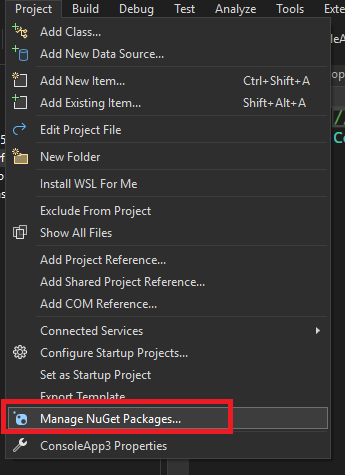 Project Build Debug Test Analyze Tools Extens
Add Class...
Add New Data Source...
Add New Item... Ctrl+Shift+A
Add Existing Item... Shift+Alt+A
Edit Project File
New Folder
Install WSL For Me
Exclude From Project
Show All Files
Add Project Reference...
Add Shared Project Reference...
Add COM Reference...
Connected Services
Configure Startup Projects...
Set as Startup Project
Export Template...
Manage NuGet Packages...
ConsoleApp3 Properties